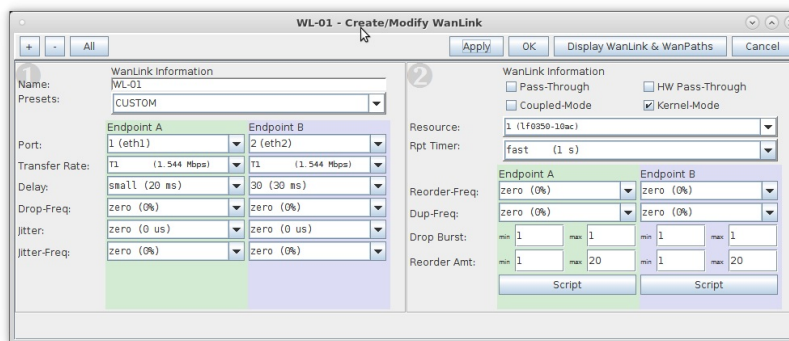 WL-01 - Create/Modify WanLink
+ - All Apply OK Display WanLink & WanPaths Cancel
1
WanLink Information
Name: WL-01
Presets: CUSTOM
Endpoint A Endpoint B
Port: 1 (eth1) 2 (eth2)
Transfer Rate: T1 (1.544 Mbps) T1 (1.544 Mbps)
Delay: small (20 ms) 30 (30 ms)
Drop-Freq: zero (0%) zero (0%)
Jitter: zero (0 us) zero (0 us)
Jitter-Freq: zero (0%) zero (0%)
2
WanLink Information
Pass-Through HW Pass-Through
Coupled-Mode Kernel-Mode
Resource: 1 (lf0350-10ac)
Rpt Timer: fast (1 s)
Endpoint A Endpoint B
Reorder-Freq: zero (0%) zero (0%)
Dup-Freq: zero (0%) zero (0%)
Drop Burst: min 1 max 1 min 1 max 1
Reorder Amt: min 1 max 20 min 1 max 20
Script Script